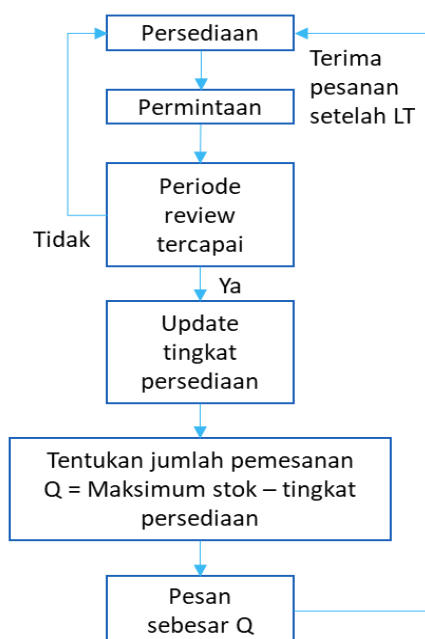 Persediaan
Terima
pesanan
setelah LT
Permintaan
Periode
review
tercapai
Tidak
Ya
Update
tingkat
persediaan
Tentukan jumlah pemesanan
Q = Maksimum stok – tingkat
persediaan
Pesan
sebesar Q